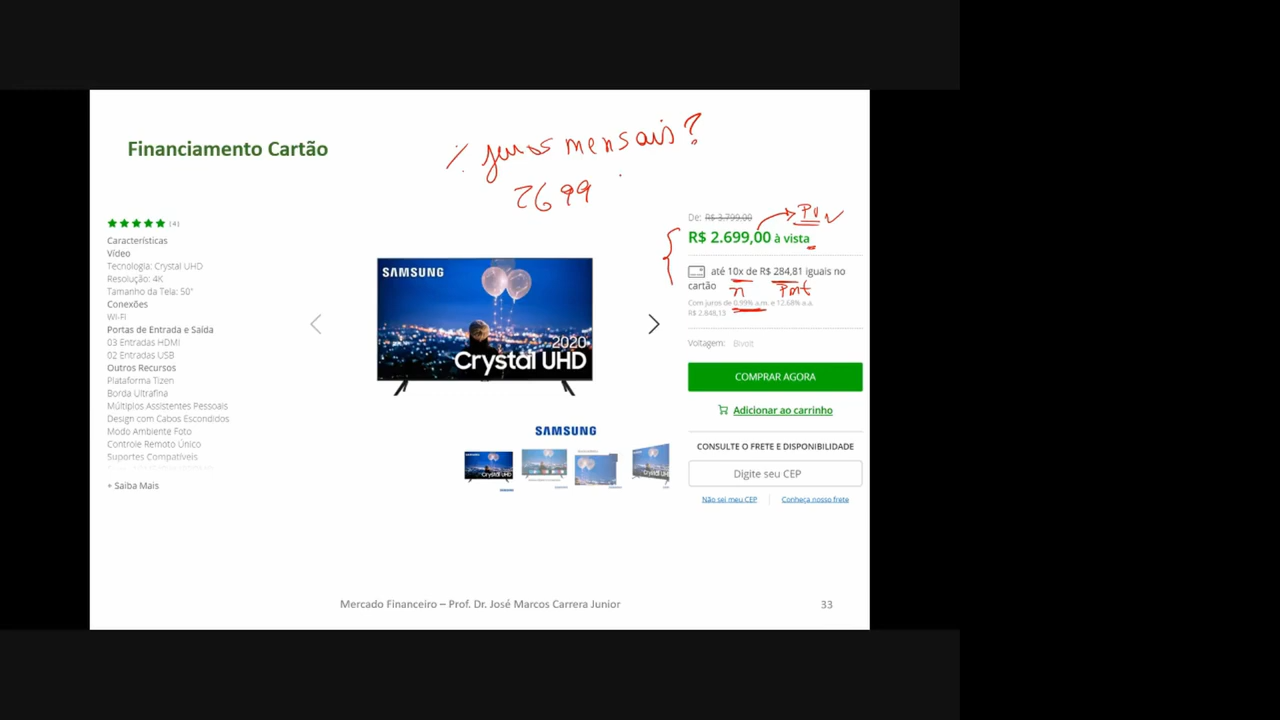 Financiamento Cartão
% juros mensais?
2699
(4)
Características
Vídeo
Tecnologia: Crystal UHD
Resolução: 4K
Tamanho da Tela: 50"
Conexões
WI-FI
Portas de Entrada e Saída
03 Entradas HDMI
02 Entradas USB
Outros Recursos
Plataforma Tizen
Borda Ultrafina
Múltiplos Assistentes Pessoais
Design com Cabos Escondidos
Modo Ambiente Foto
Controle Remoto Único
Suportes Compatíveis
+ Saiba Mais
SAMSUNG
2020
Crystal UHD
SAMSUNG
De: R$ 3.799,00
PV
R$ 2.699,00 à vista
até 10x de R$ 284,81 iguais no
cartão
n Pmt
Com juros de 0,99% a.m. e 12,68% a.a.
R$ 2.848,13
Voltagem: Bivolt
COMPRAR AGORA
Adicionar ao carrinho
CONSULTE O FRETE E DISPONIBILIDADE
Digite seu CEP
Não sei meu CEP Conheça nosso frete
Mercado Financeiro – Prof. Dr. José Marcos Carrera Junior 33